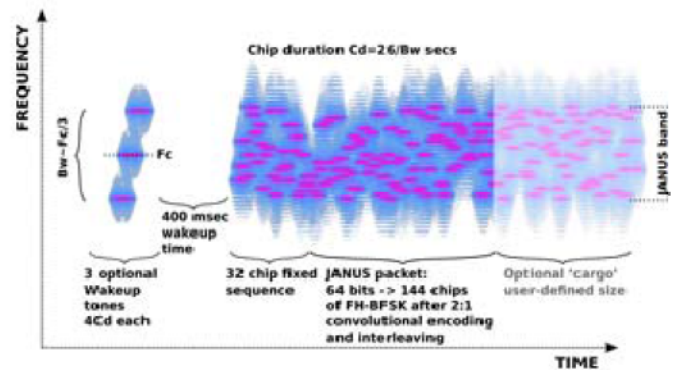 FREQUENCY
Chip duration Cd=26/Bw secs
Bw~Fc/3
Fc
JANUS band
400 msec
wakeup
time
3 optional
Wakeup
tones
4Cd each
32 chip fixed
sequence
JANUS packet:
64 bits -> 144 chips
of FH-BFSK after 2:1
convolutional encoding
and interleaving
Optional 'cargo'
user-defined size
TIME